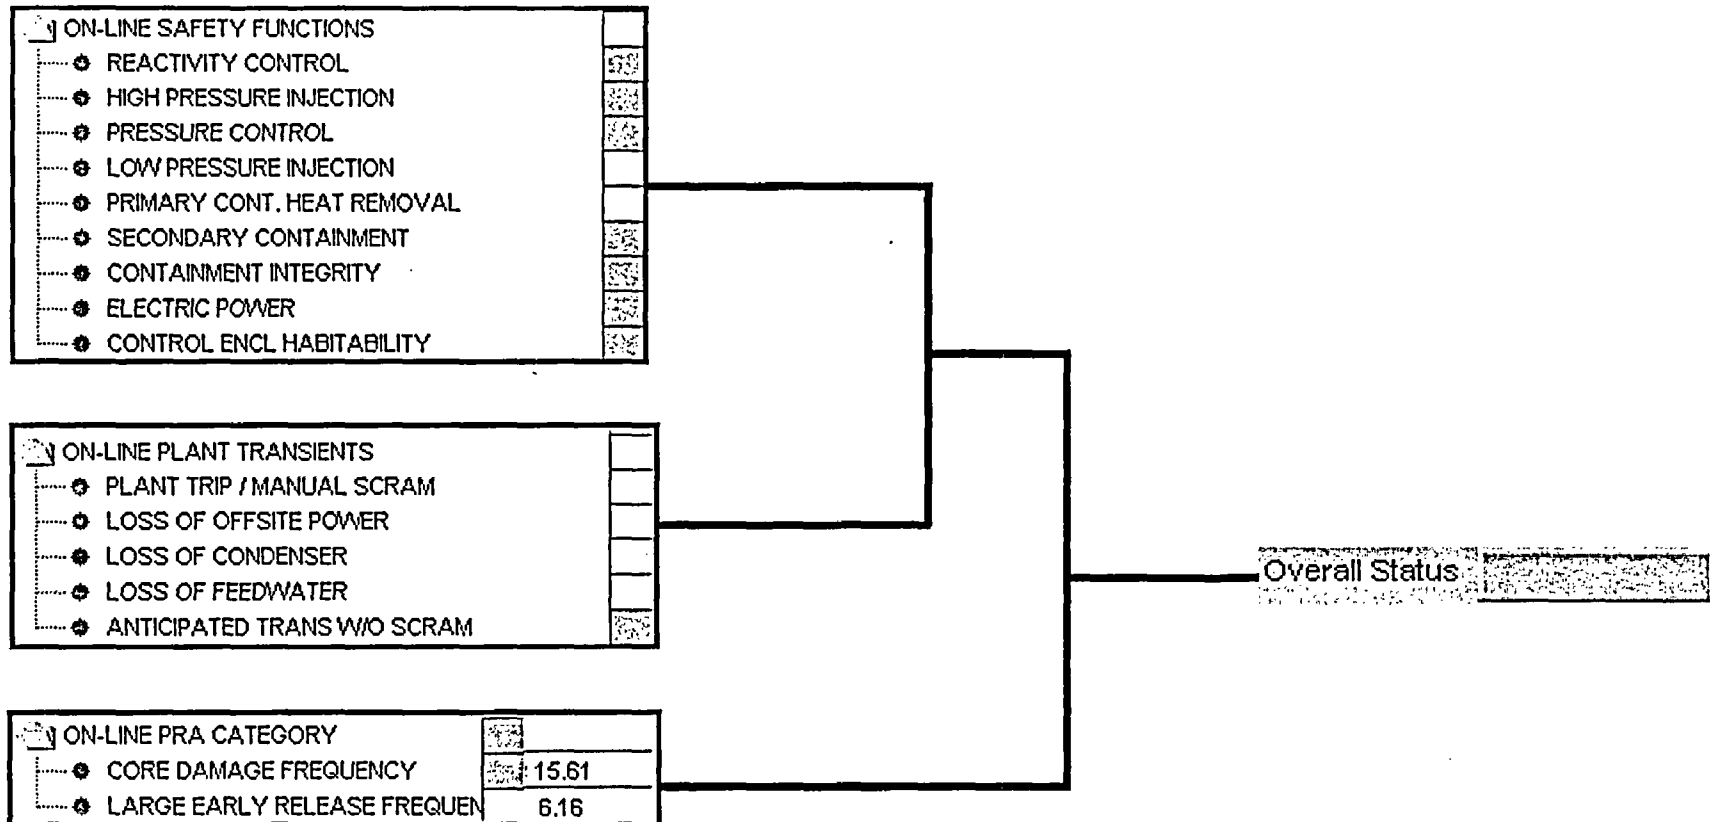 ON-LINE SAFETY FUNCTIONS
REACTIVITY CONTROL
HIGH PRESSURE INJECTION
PRESSURE CONTROL
LOW PRESSURE INJECTION
PRIMARY CONT. HEAT REMOVAL
SECONDARY CONTAINMENT
CONTAINMENT INTEGRITY
ELECTRIC POWER
CONTROL ENCL HABITABILITY
ON-LINE PLANT TRANSIENTS
PLANT TRIP / MANUAL SCRAM
LOSS OF OFFSITE POWER
LOSS OF CONDENSER
LOSS OF FEEDWATER
ANTICIPATED TRANS W/O SCRAM
Overall Status
ON-LINE PRA CATEGORY
CORE DAMAGE FREQUENCY 15.61
LARGE EARLY RELEASE FREQUEN 6.16